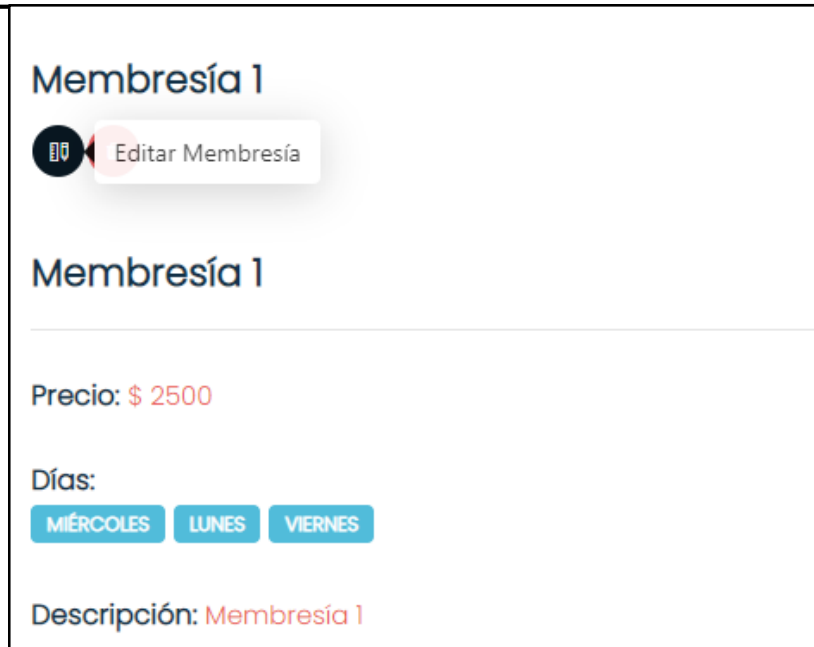 Membresía 1
Editar Membresía
Membresía 1
Precio: $ 2500
Días:
MIÉRCOLES LUNES VIERNES
Descripción: Membresía 1